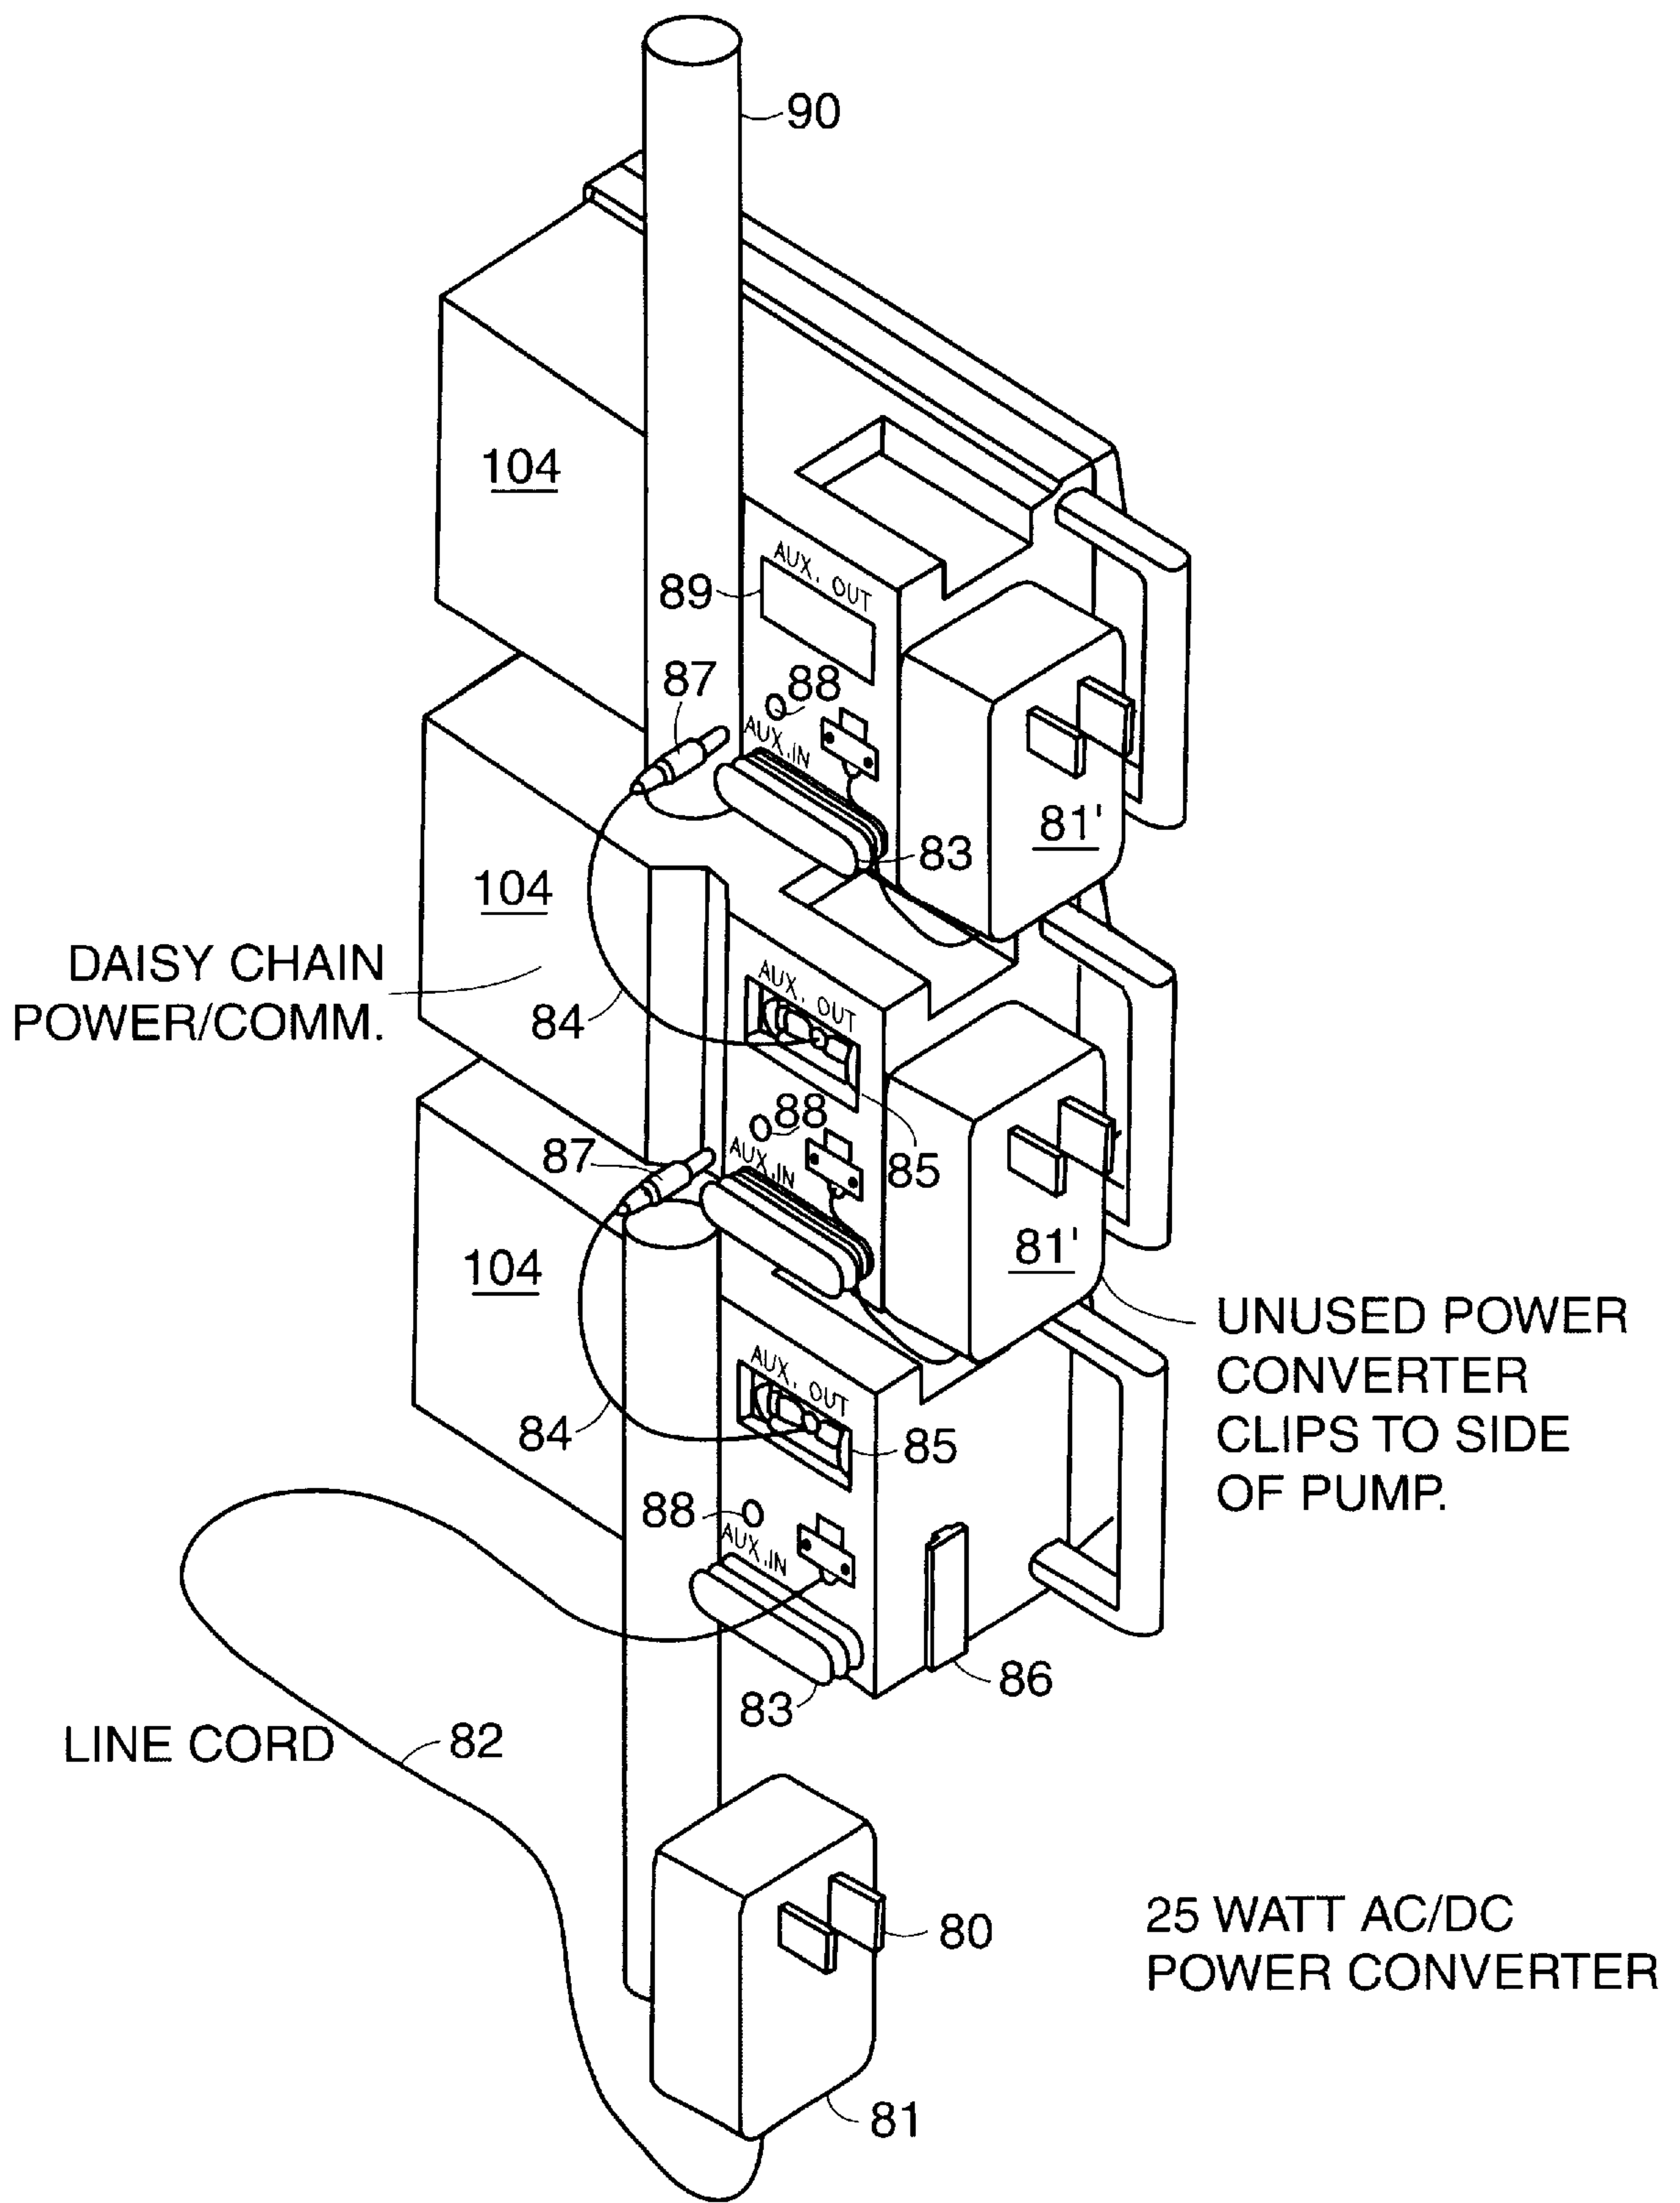 90
104
AUX. OUT
89
87
88
AUX.IN
81'
83
104
DAISY CHAIN
POWER/COMM.
84
AUX. OUT
88
85
87
AUX.IN
81'
104
UNUSED POWER
CONVERTER
CLIPS TO SIDE
OF PUMP.
AUX. OUT
84
85
88
AUX.IN
86
83
LINE CORD
82
80
25 WATT AC/DC
POWER CONVERTER
81